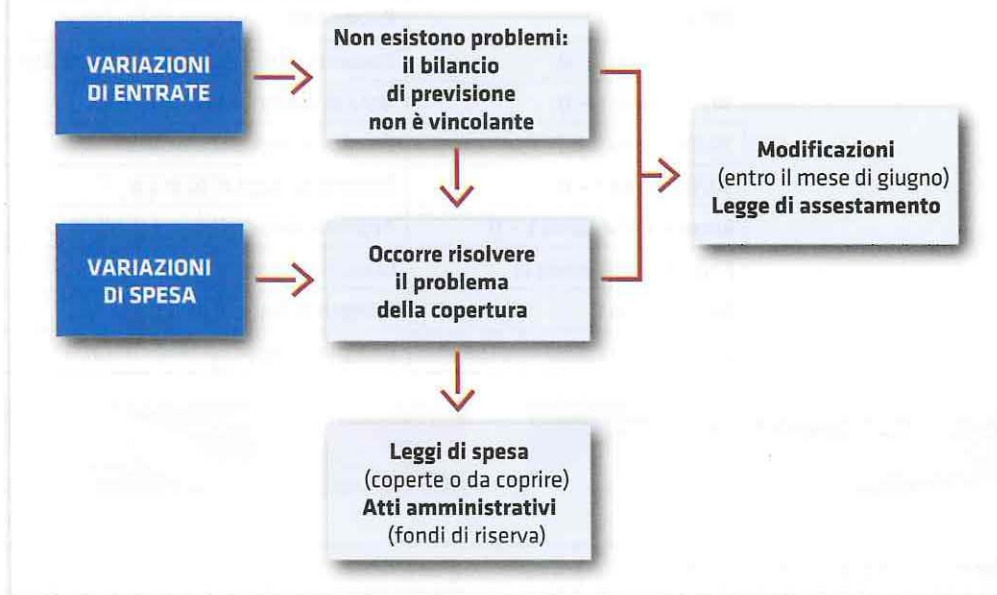 VARIAZIONI
DI ENTRATE
Non esistono problemi:
il bilancio
di previsione
non è vincolante
Modificazioni
(entro il mese di giugno)
Legge di assestamento
VARIAZIONI
DI SPESA
Occorre risolvere
il problema
della copertura
Leggi di spesa
(coperte o da coprire)
Atti amministrativi
(fondi di riserva)